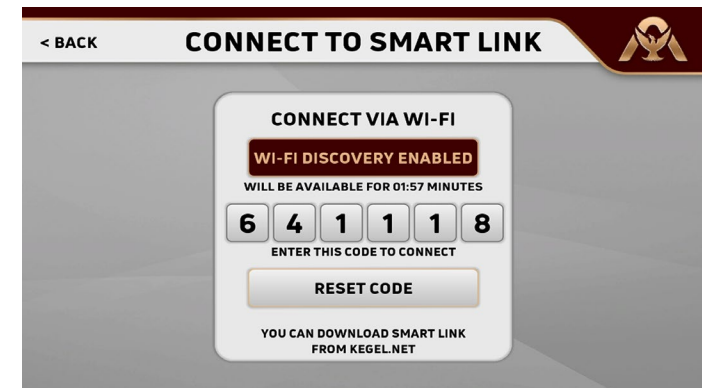 < BACK
CONNECT TO SMART LINK
CONNECT VIA WI-FI
WI-FI DISCOVERY ENABLED
WILL BE AVAILABLE FOR 01:57 MINUTES
6 4 1 1 1 8
ENTER THIS CODE TO CONNECT
RESET CODE
YOU CAN DOWNLOAD SMART LINK
FROM KEGEL.NET